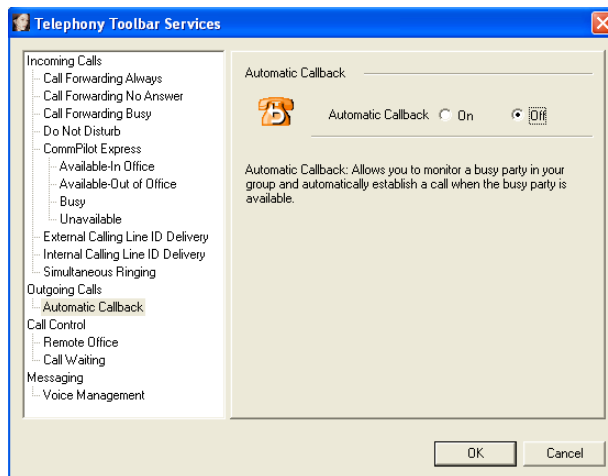 Telephony Toolbar Services
Incoming Calls
Call Forwarding Always
Call Forwarding No Answer
Call Forwarding Busy
Do Not Disturb
CommPilot Express
Available-In Office
Available-Out of Office
Busy
Unavailable
External Calling Line ID Delivery
Internal Calling Line ID Delivery
Simultaneous Ringing
Outgoing Calls
Automatic Callback
Call Control
Remote Office
Call Waiting
Messaging
Voice Management
Automatic Callback
Automatic Callback On Off
Automatic Callback: Allows you to monitor a busy party in your
group and automatically establish a call when the busy party is
available.
OK Cancel